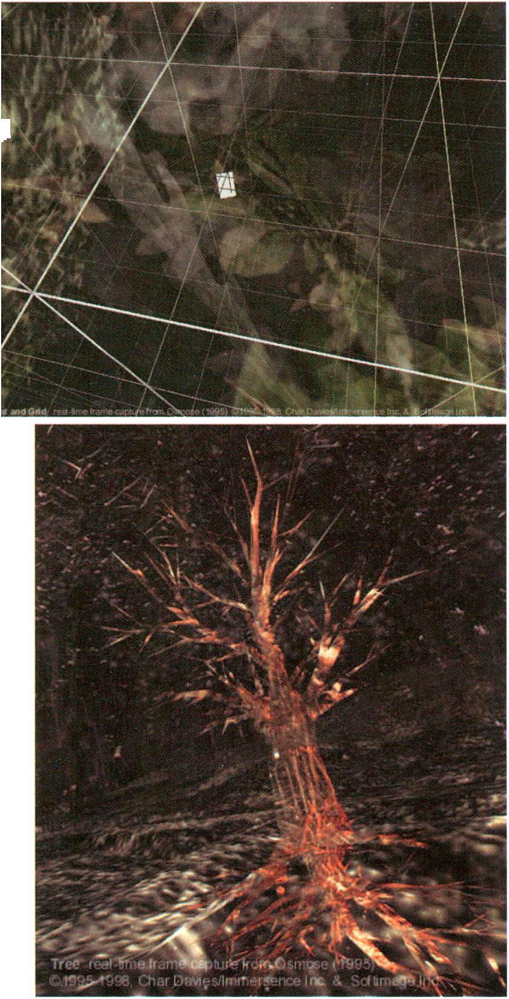 and Grid real-time frame capture from Osmose (1995) ©1995-1998, Char Davies/Immersence Inc. & Softimage Inc.
Tree real-time frame capture from Osmose (1995)
©1995-1998, Char Davies/Immersence Inc. & Softimage Inc.